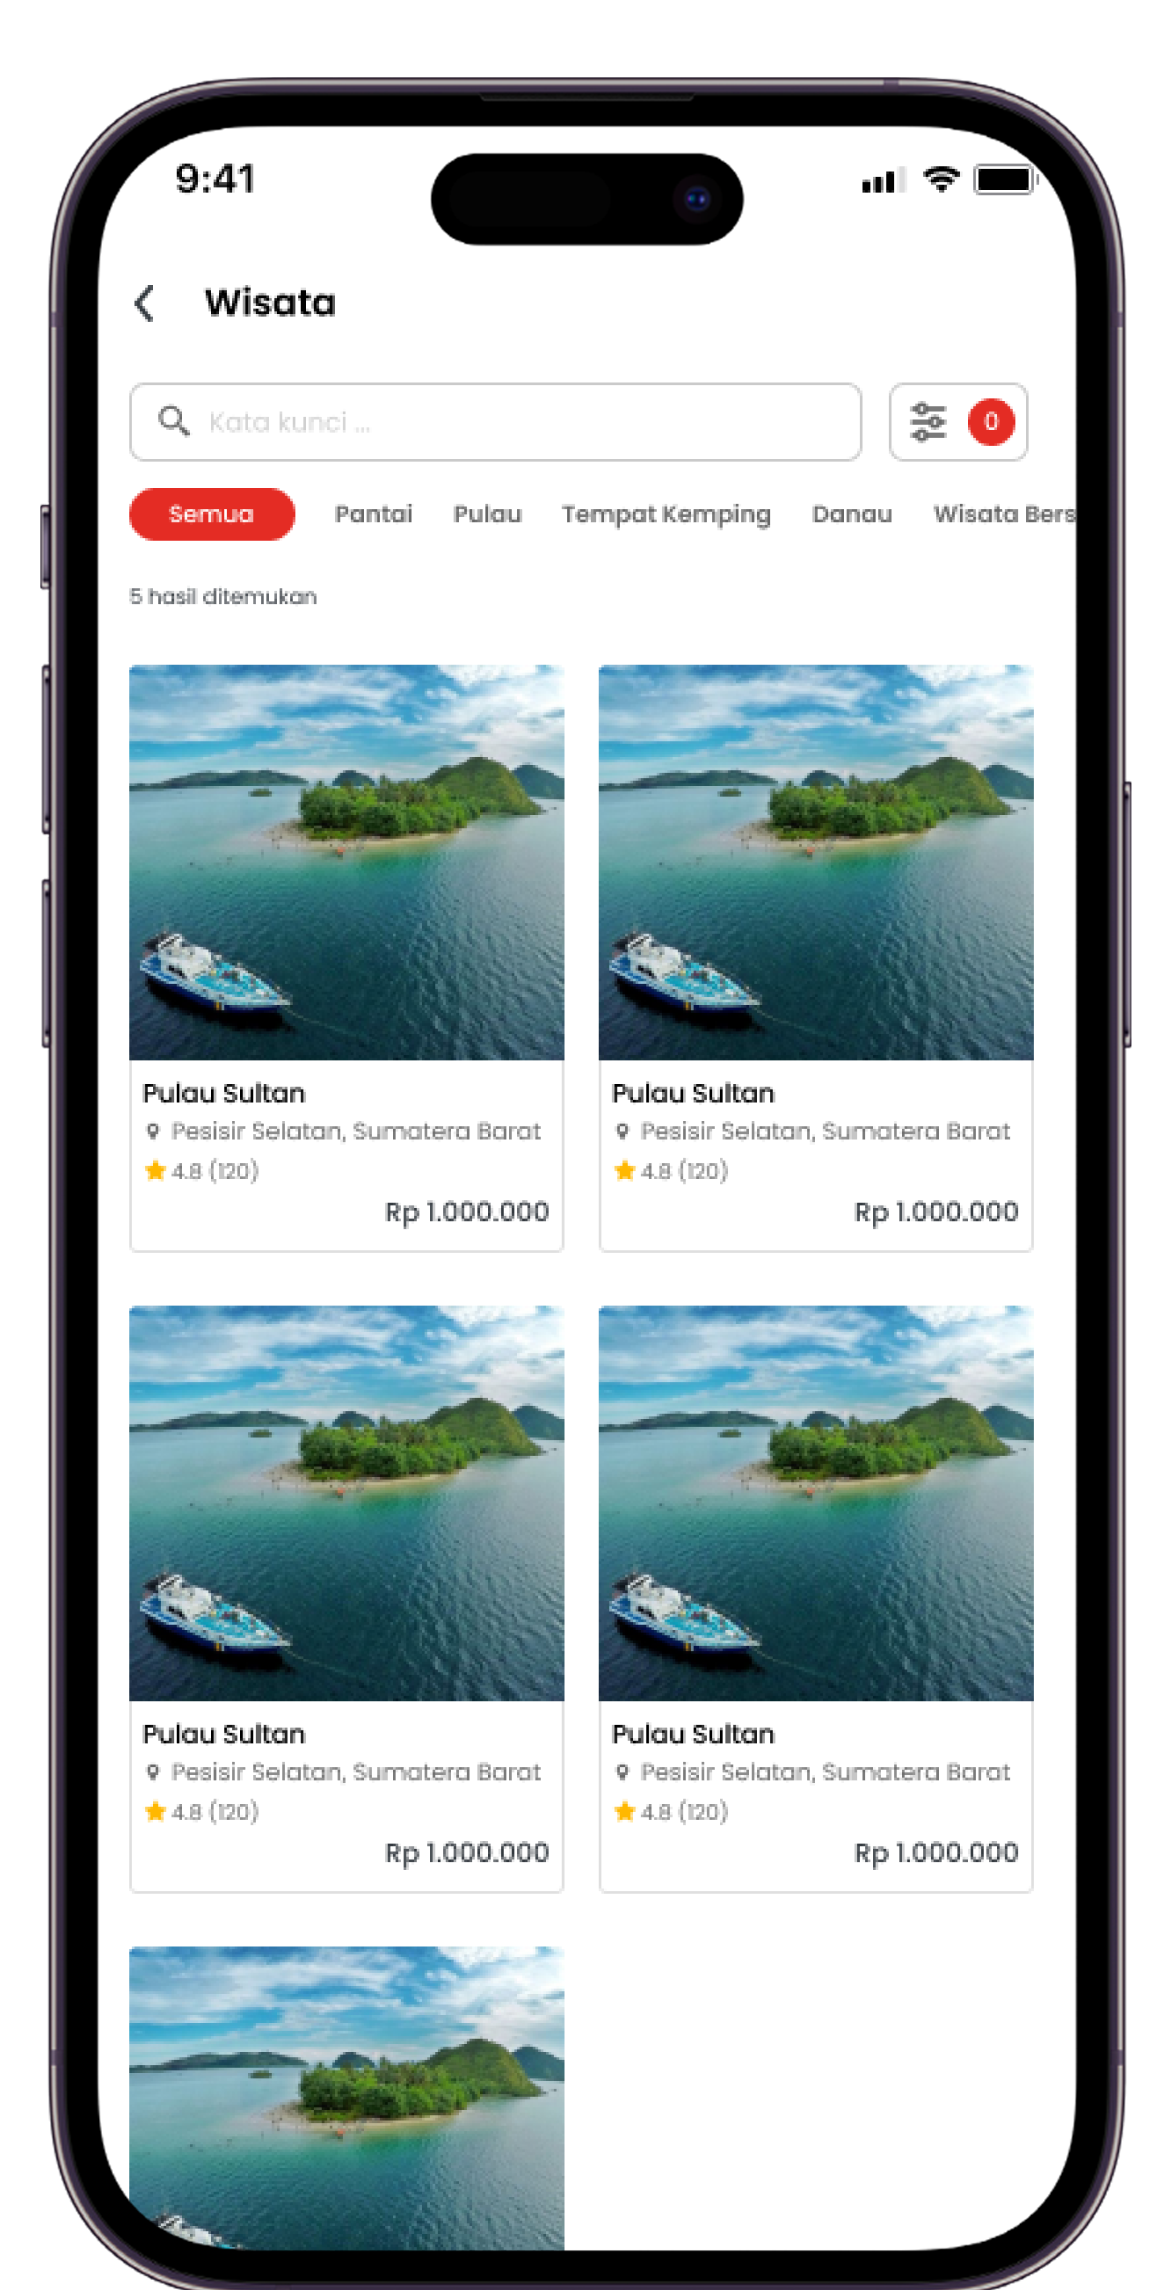 9:41
Wisata
Kata kunci ...
0
Semua Pantai Pulau Tempat Kemping Danau Wisata Bers
5 hasil ditemukan
Pulau Sultan
Pesisir Selatan, Sumatera Barat
4.8 (120)
Rp 1.000.000
Pulau Sultan
Pesisir Selatan, Sumatera Barat
4.8 (120)
Rp 1.000.000
Pulau Sultan
Pesisir Selatan, Sumatera Barat
4.8 (120)
Rp 1.000.000
Pulau Sultan
Pesisir Selatan, Sumatera Barat
4.8 (120)
Rp 1.000.000